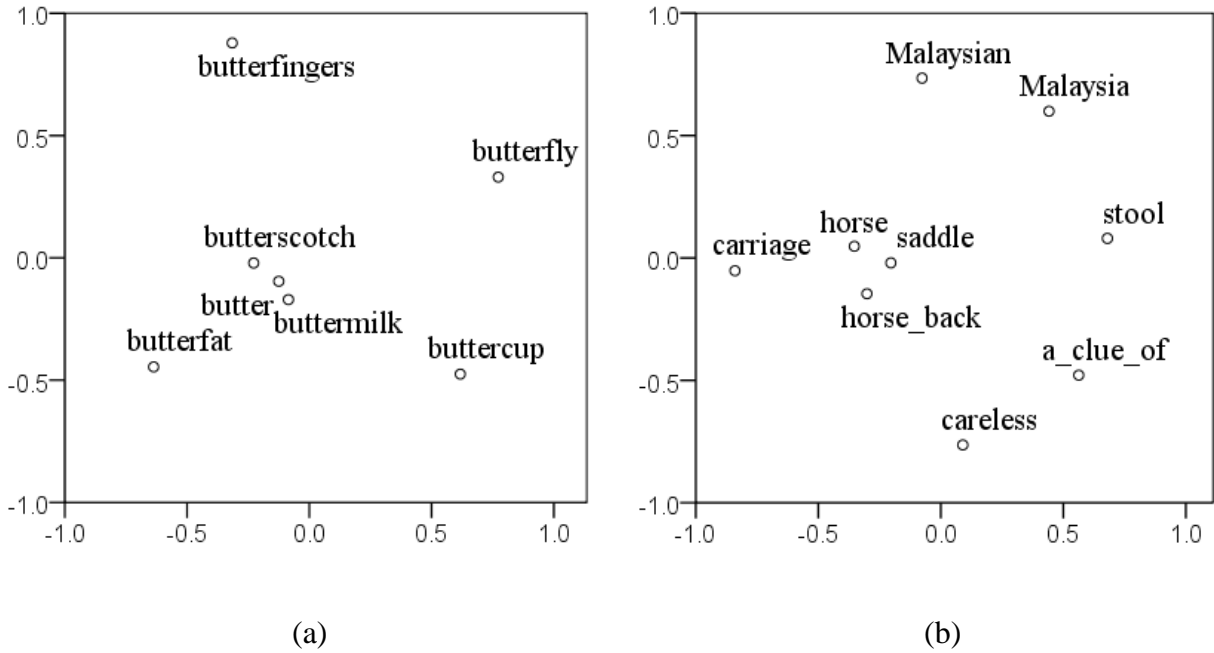 1.0
butterfingers
0.5
butterfly
butterscotch
0.0
butter
buttermilk
butterfat
buttercup
-0.5
-1.0
-1.0 -0.5 0.0 0.5 1.0
(a)
1.0
Malaysian
Malaysia
0.5
stool
horse
saddle
carriage
0.0
horse_back
a_clue_of
-0.5
careless
-1.0
-1.0 -0.5 0.0 0.5 1.0
(b)